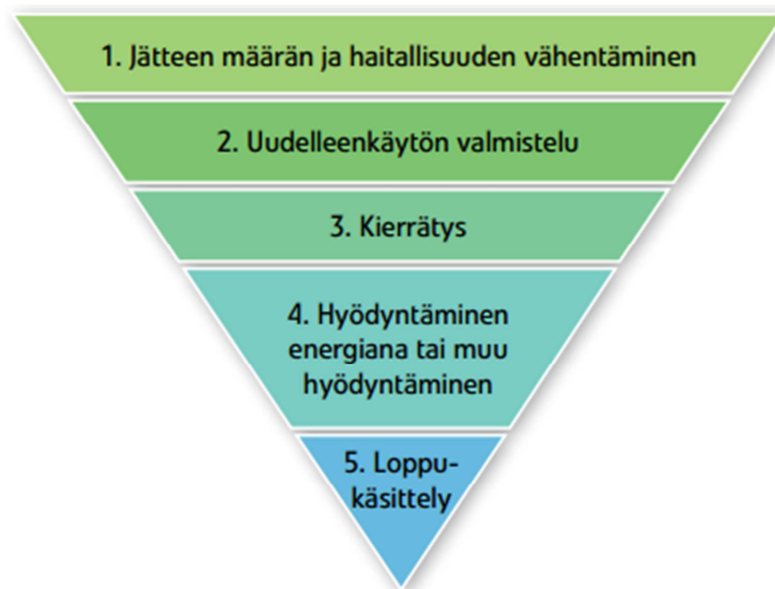 1. Jätteen määrän ja haitallisuuden vähentäminen
2. Uudelleenkäytön valmistelu
3. Kierrätys
4. Hyödyntäminen
energiana tai muu
hyödyntäminen
5. Loppu-
käsittely